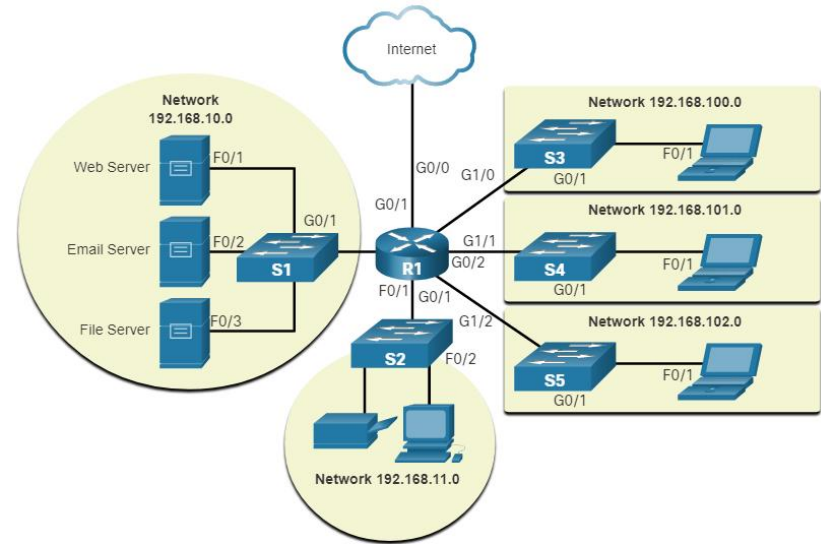 Internet
Network
192.168.10.0
Web Server
F0/1
Email Server
F0/2
File Server
F0/3
G0/1
S1
G0/0
G0/1
G1/0
G1/1
G0/2
R1
F0/1
G0/1
G1/2
S2
F0/2
Network 192.168.11.0
Network 192.168.100.0
S3
F0/1
G0/1
Network 192.168.101.0
S4
F0/1
G0/1
Network 192.168.102.0
S5
F0/1
G0/1